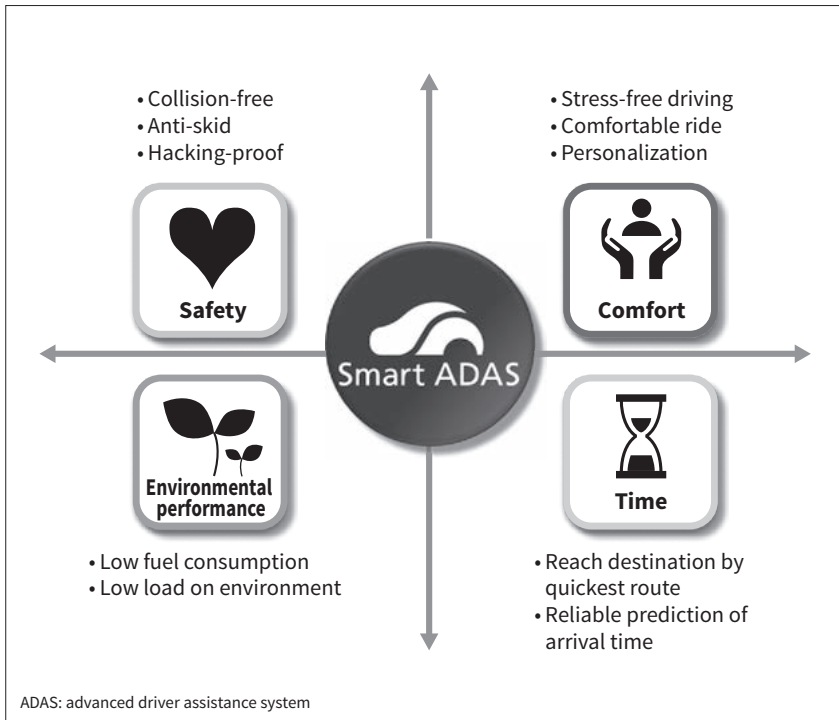 • Collision-free
• Anti-skid
• Hacking-proof
• Stress-free driving
• Comfortable ride
• Personalization
Safety
Comfort
Smart ADAS
Environmental
performance
Time
• Low fuel consumption
• Low load on environment
• Reach destination by
quickest route
• Reliable prediction of
arrival time
ADAS: advanced driver assistance system